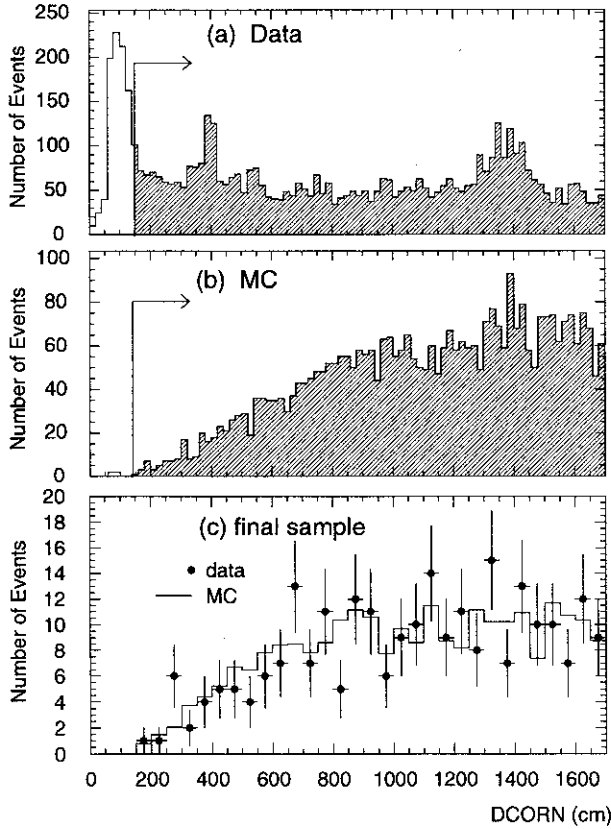 (a) Data
Number of Events
250
200
150
100
50
0
(b) MC
Number of Events
100
80
60
40
20
0
(c) final sample
data
MC
Number of Events
20
18
16
14
12
10
8
6
4
2
0
0 200 400 600 800 1000 1200 1400 1600
DCORN (cm)